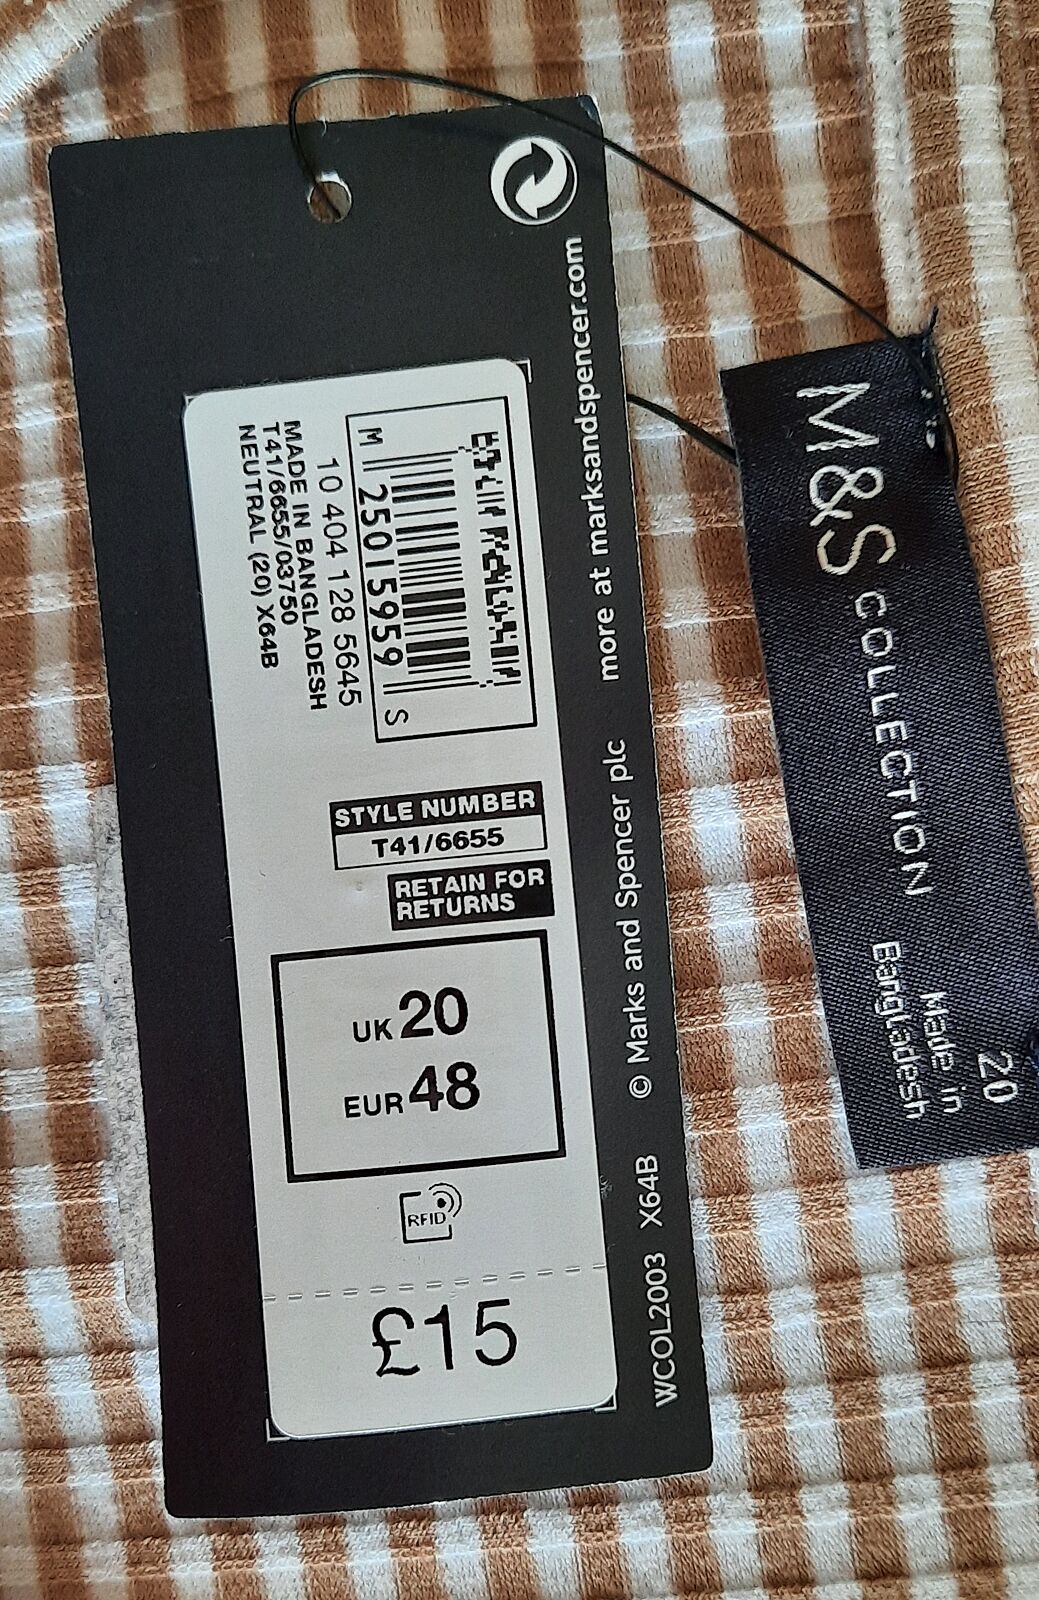 M 25015959 S
10 404 128 5645
MADE IN BANGLADESH
T41/6655/03750
NEUTRAL (20) X64B
STYLE NUMBER
T41/6655
RETAIN FOR
RETURNS
UK 20
EUR 48
RFID
£15
WCOL2003 X64B © Marks and Spencer plc more at marksandspencer.com
M&S COLLECTION
20
Made in
Bangladesh